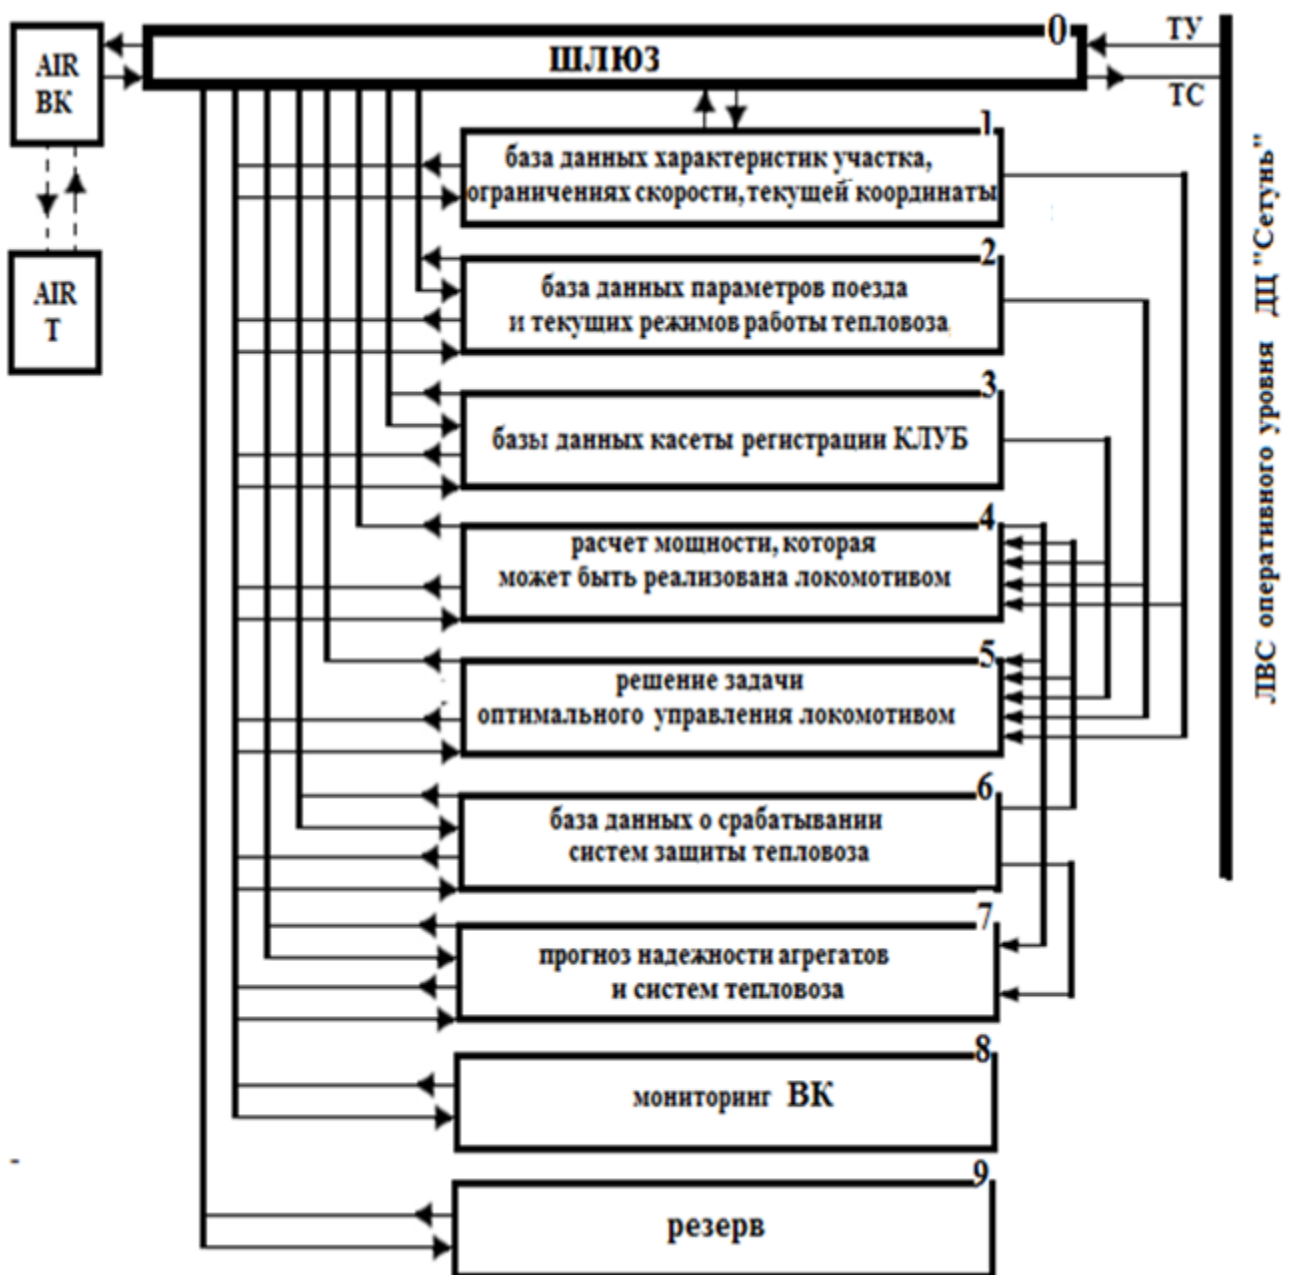 AIR
ВК
AIR
Т
0
ШЛЮЗ
ТУ
ТС
1
база данных характеристик участка,
ограничениях скорости, текущей координаты
2
база данных параметров поезда
и текущих режимов работы тепловоза
3
базы данных касеты регистрации КЛУБ
4
расчет мощности, которая
может быть реализована локомотивом
5
решение задачи
оптимального управления локомотивом
6
база данных о срабатывании
систем защиты тепловоза
7
прогноз надежности агрегатов
и систем тепловоза
8
мониторинг ВК
9
резерв
ЛВС оперативного уровня ДЦ "Сетунь"